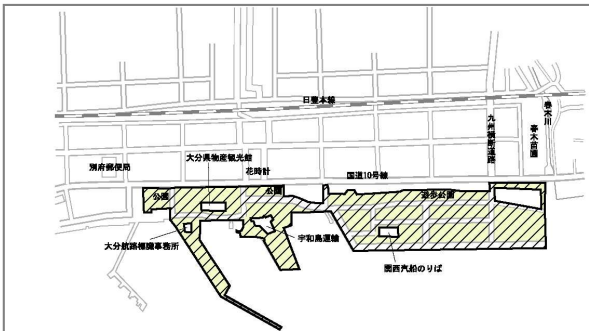 日豊本線
春木川
九州横断道路
春木苗圃
大分県物産観光館
別府郵便局
花時計
国道10号線
公園
公園
遊歩公園
大分航路標識事務所
宇和島運輸
関西汽船のりば